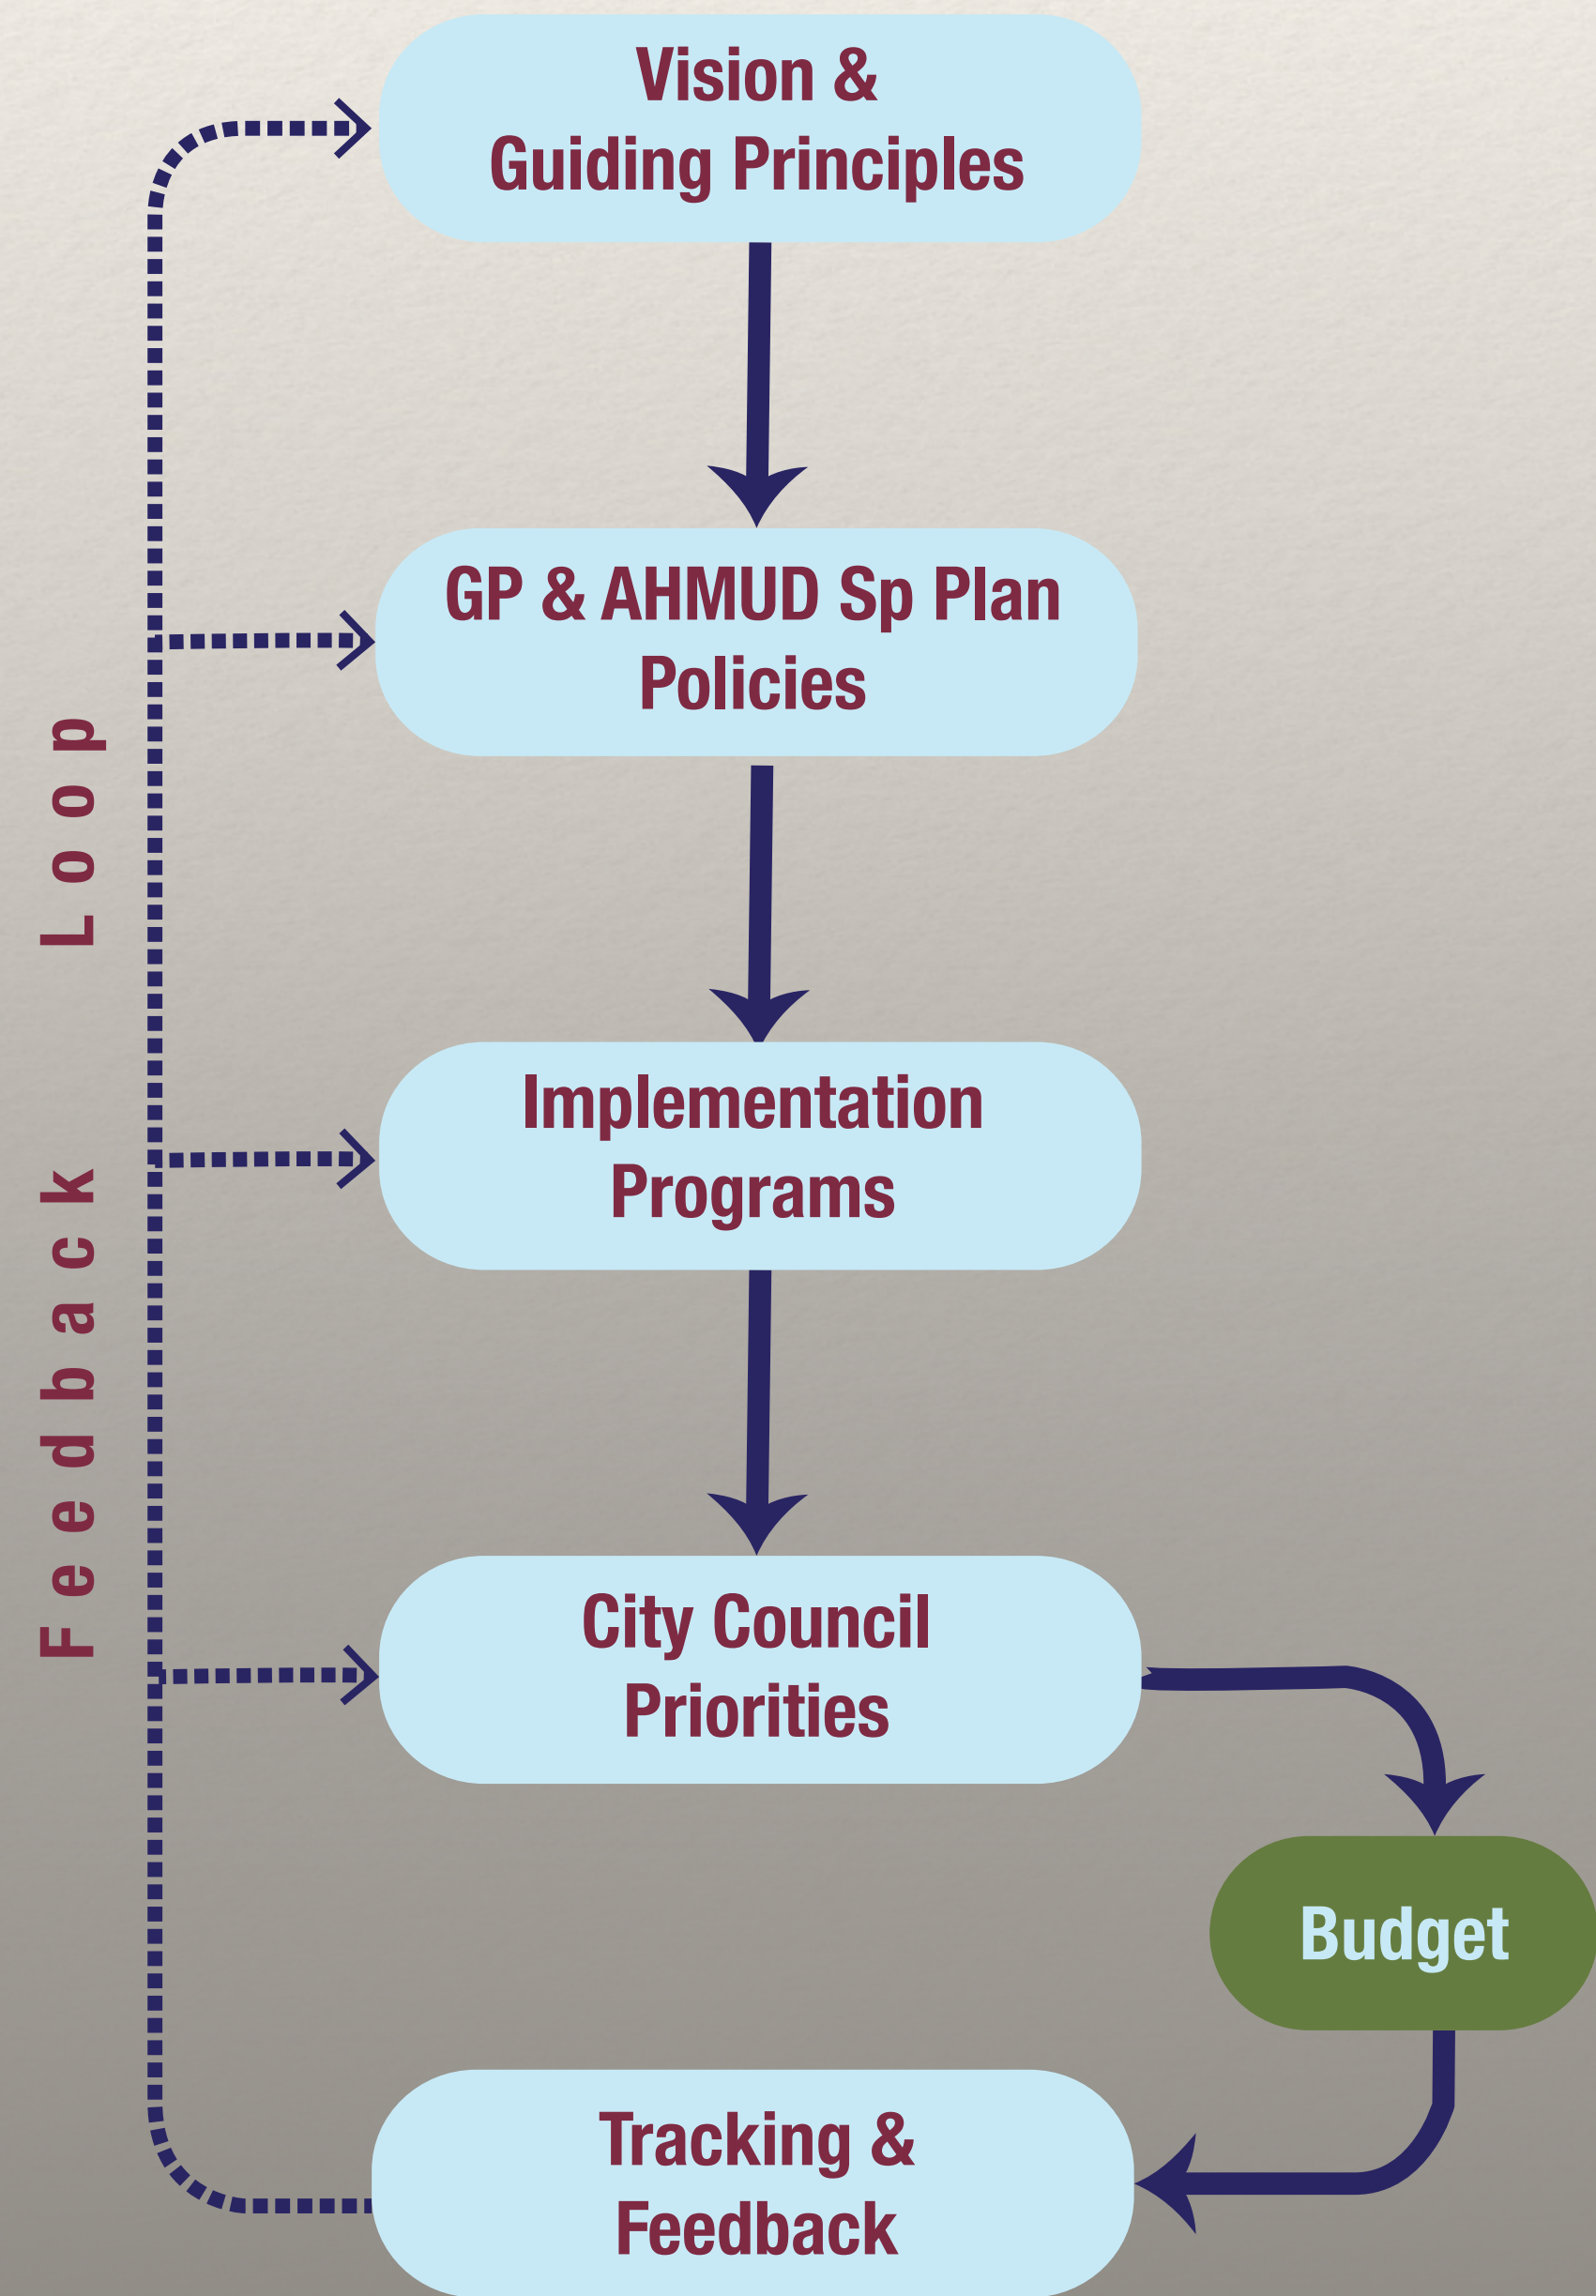 Vision &
Guiding Principles
GP & AHMUD Sp Plan
Policies
Implementation
Programs
City Council
Priorities
Budget
Tracking &
Feedback
Feedback Loop